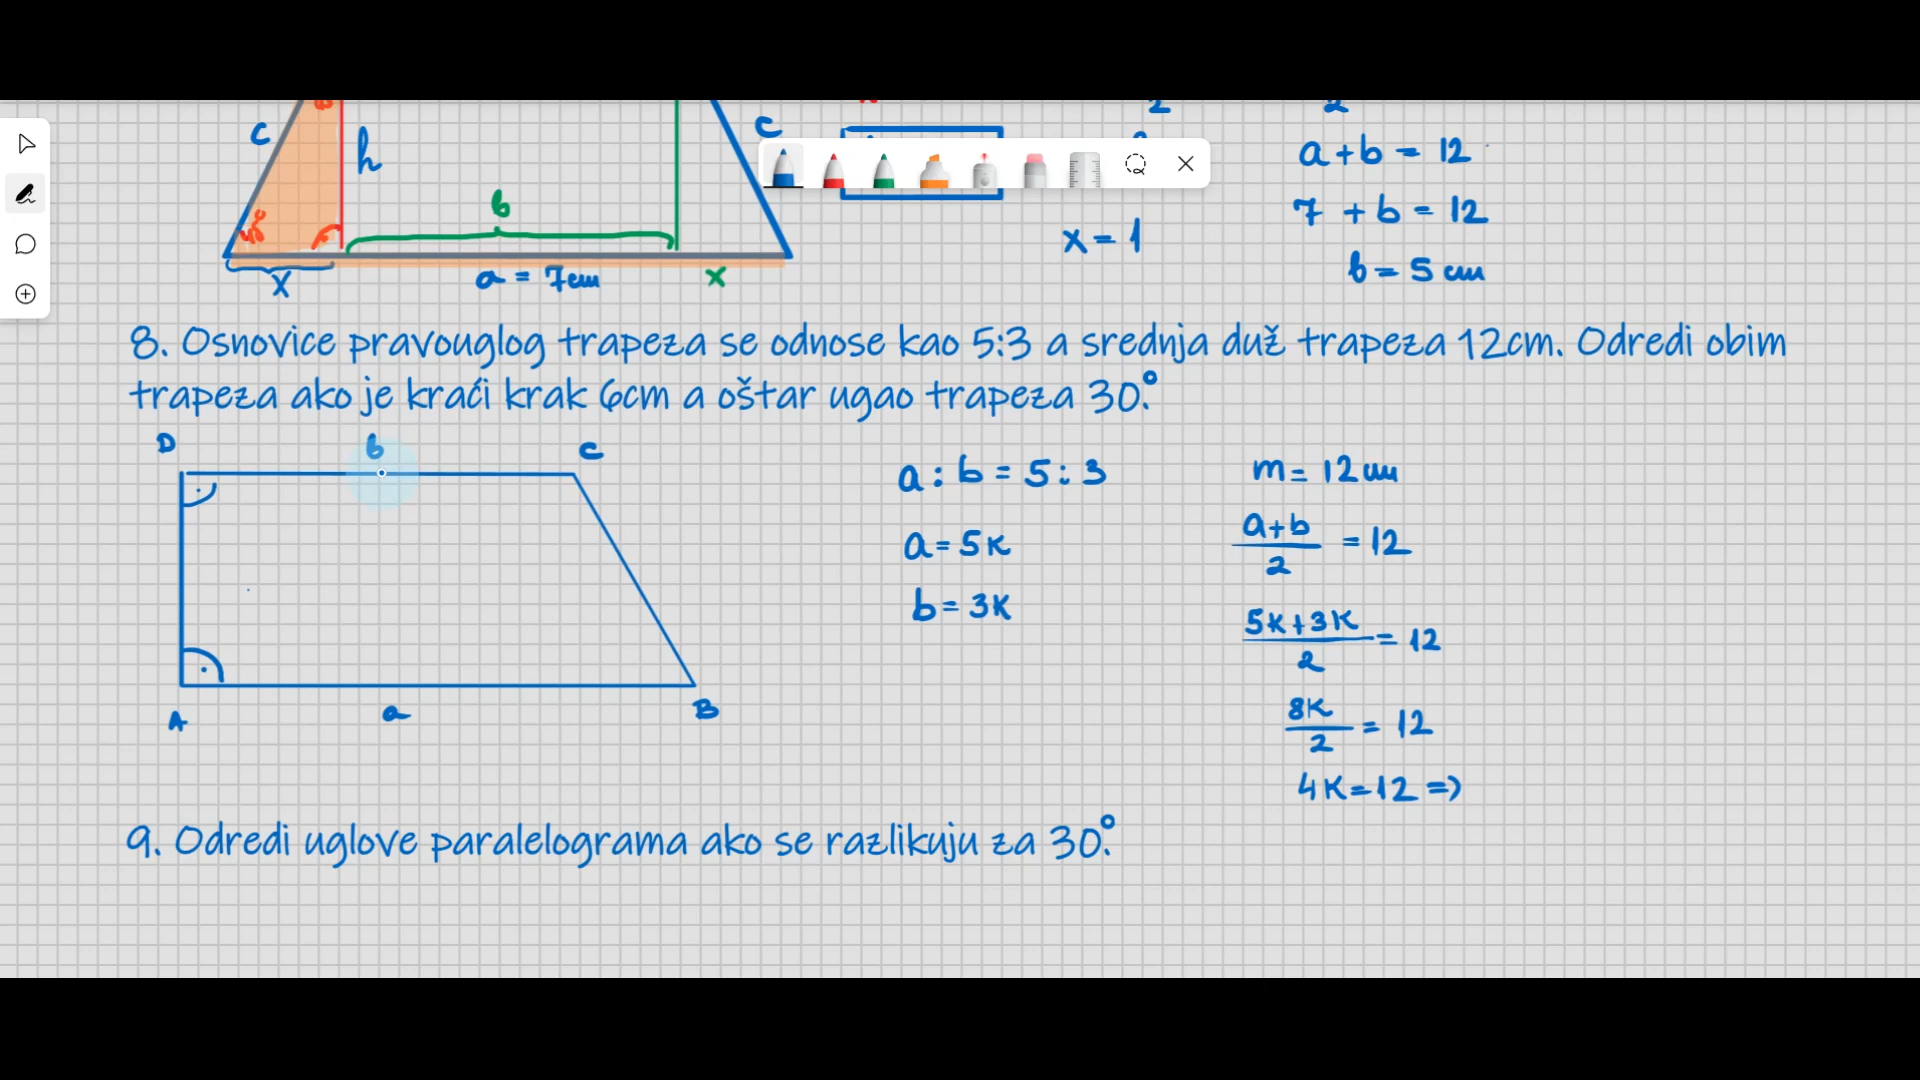 c
h
c
2
2
a+b = 12
7 + b = 12
b = 5 cm
x = 1
b
x
a = 7cm
x
8. Osnovice pravouglog trapeza se odnose kao 5:3 a srednja duž trapeza 12cm. Odredi obim
trapeza ako je kraći krak 6cm a oštar ugao trapeza 30°.
D
b
C
A
a
B
a : b = 5 : 3
a = 5k
b = 3k
m = 12 cm
a+b/2 = 12
5k+3k/2 = 12
8k/2 = 12
4k = 12 =>
9. Odredi uglove paralelograma ako se razlikuju za 30°.